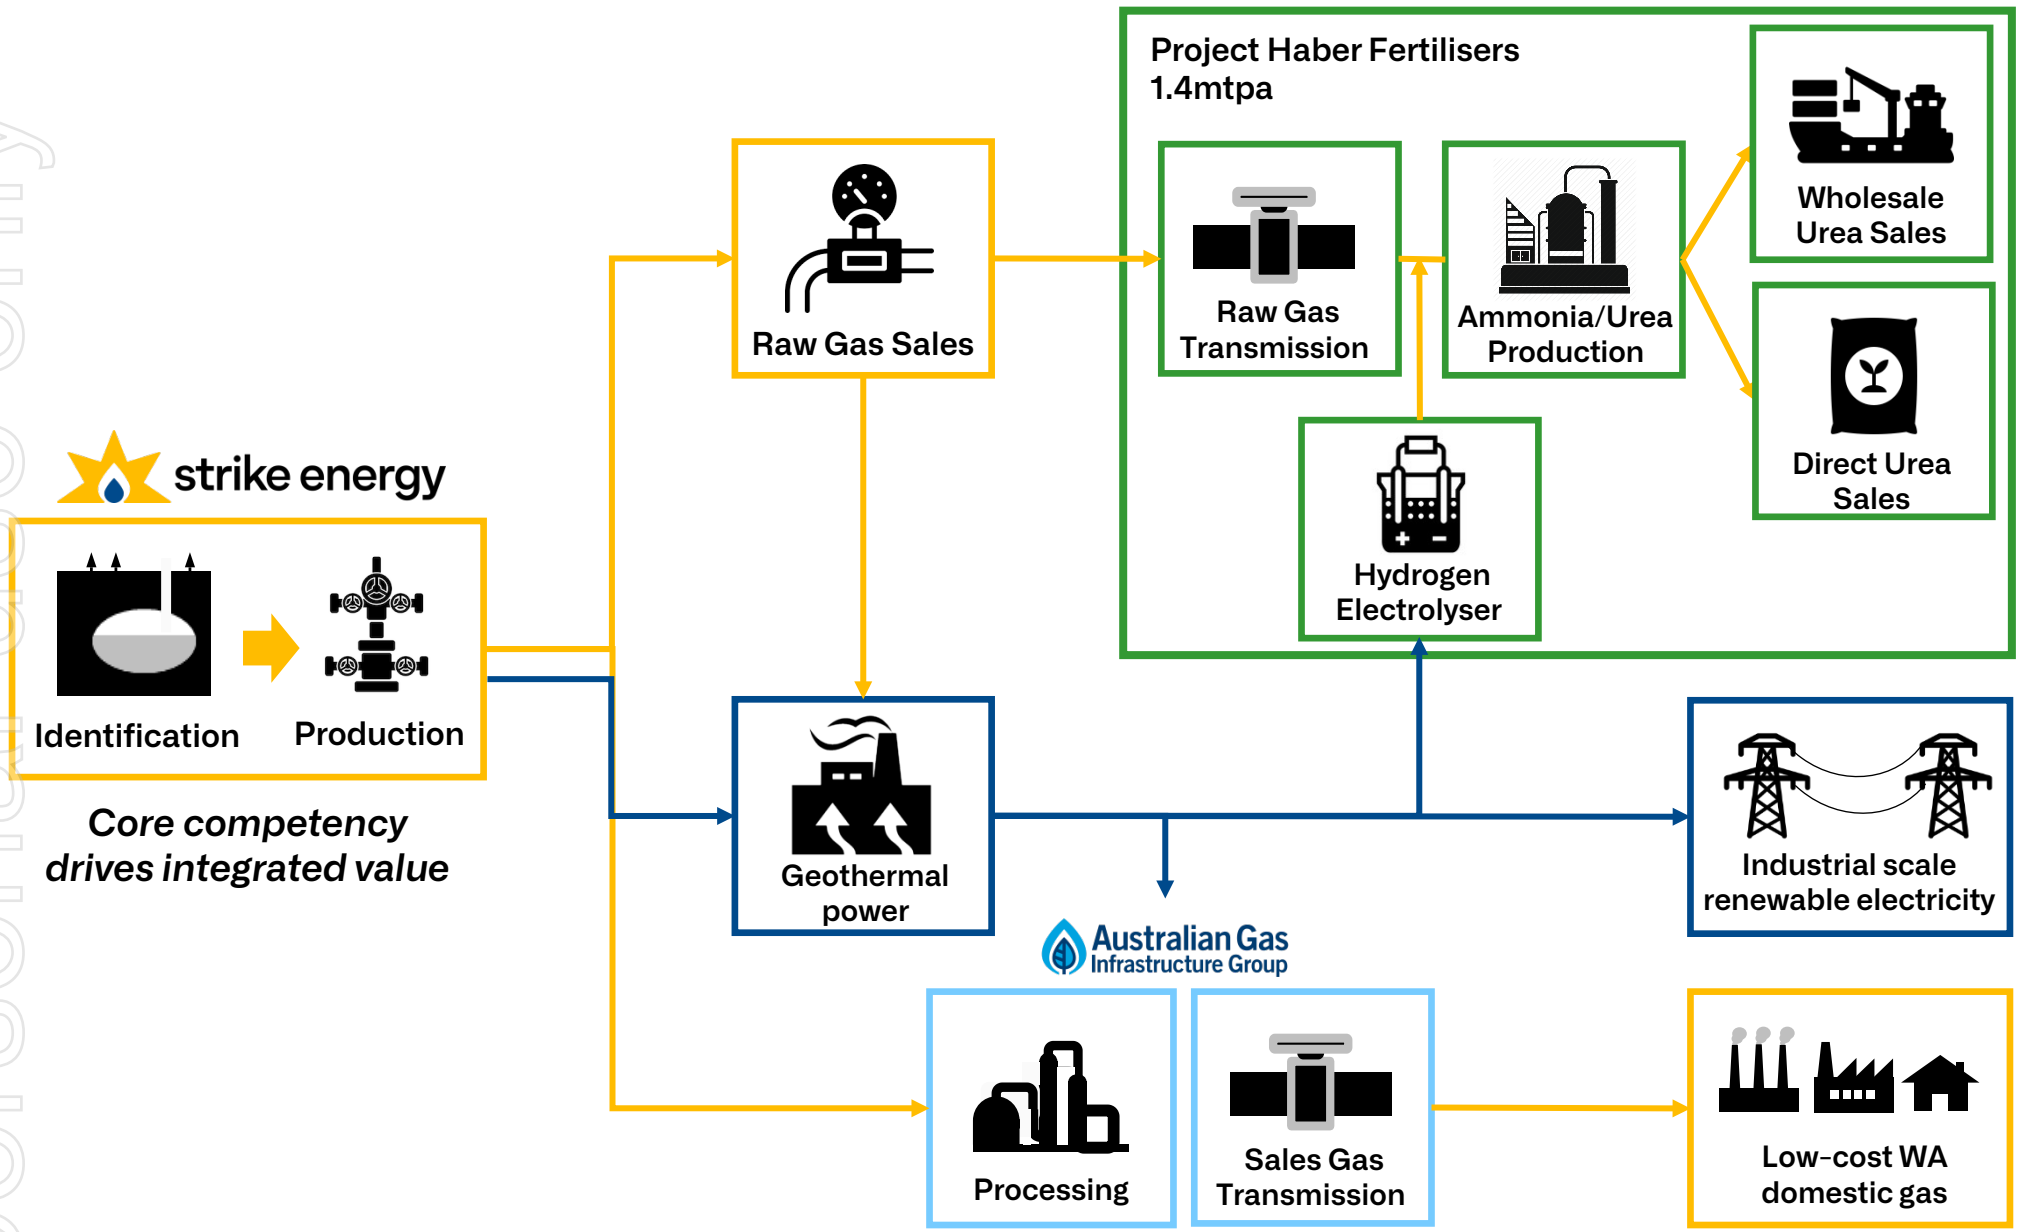 Project Haber Fertilisers
1.4mtpa
Wholesale
Urea Sales
Raw Gas Sales
Raw Gas
Transmission
Ammonia/Urea
Production
Direct Urea
Sales
strike energy
Hydrogen
Electrolyser
Identification
Production
Core competency
drives integrated value
Geothermal
power
Industrial scale
renewable electricity
Australian Gas
Infrastructure Group
Processing
Sales Gas
Transmission
Low-cost WA
domestic gas